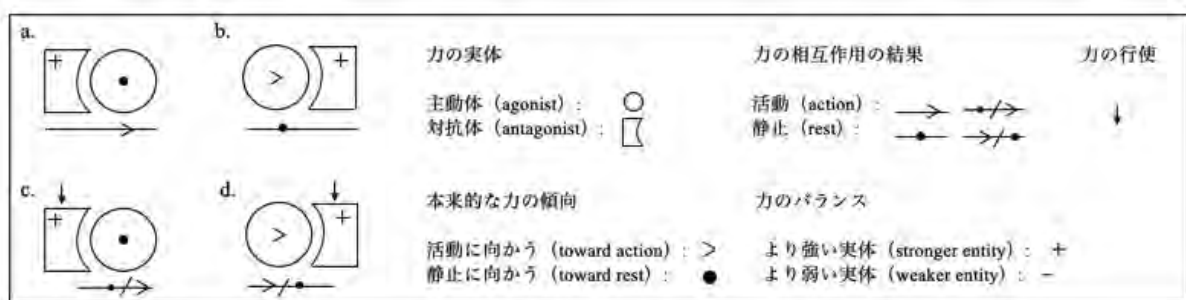 a.
b.
力の実体
力の相互作用の結果
力の行使
主動体（agonist）:
対抗体（antagonist）:
活動（action）:
静止（rest）:
c.
d.
本来的な力の傾向
力のバランス
活動に向かう（toward action）: >
静止に向かう（toward rest）: ●
より強い実体（stronger entity）: +
より弱い実体（weaker entity）: −